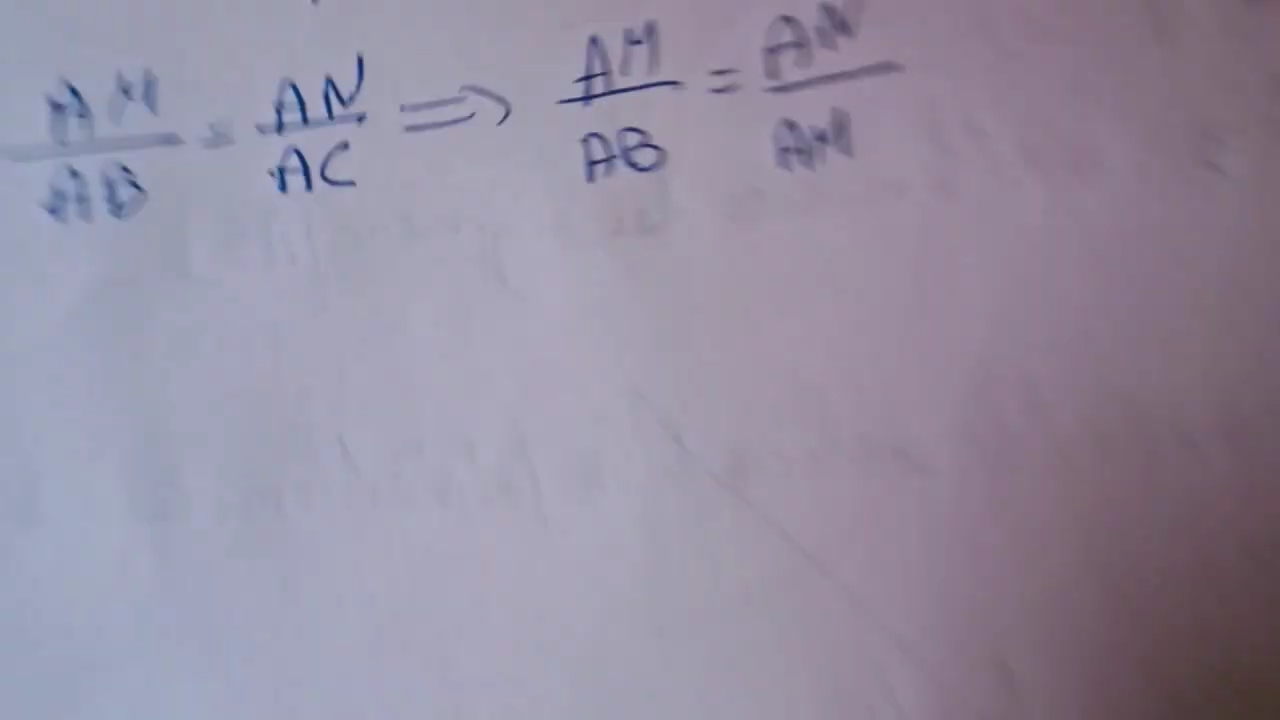 AM/AB = AN/AC ⇒ AM/AB = AN/AM